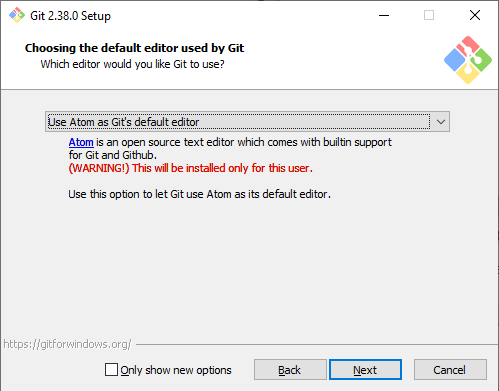 Git 2.38.0 Setup
Choosing the default editor used by Git
Which editor would you like Git to use?
Use Atom as Git's default editor
Atom is an open source text editor which comes with builtin support
for Git and Github.
(WARNING!) This will be installed only for this user.
Use this option to let Git use Atom as its default editor.
https://gitforwindows.org/
Only show new options
Back
Next
Cancel